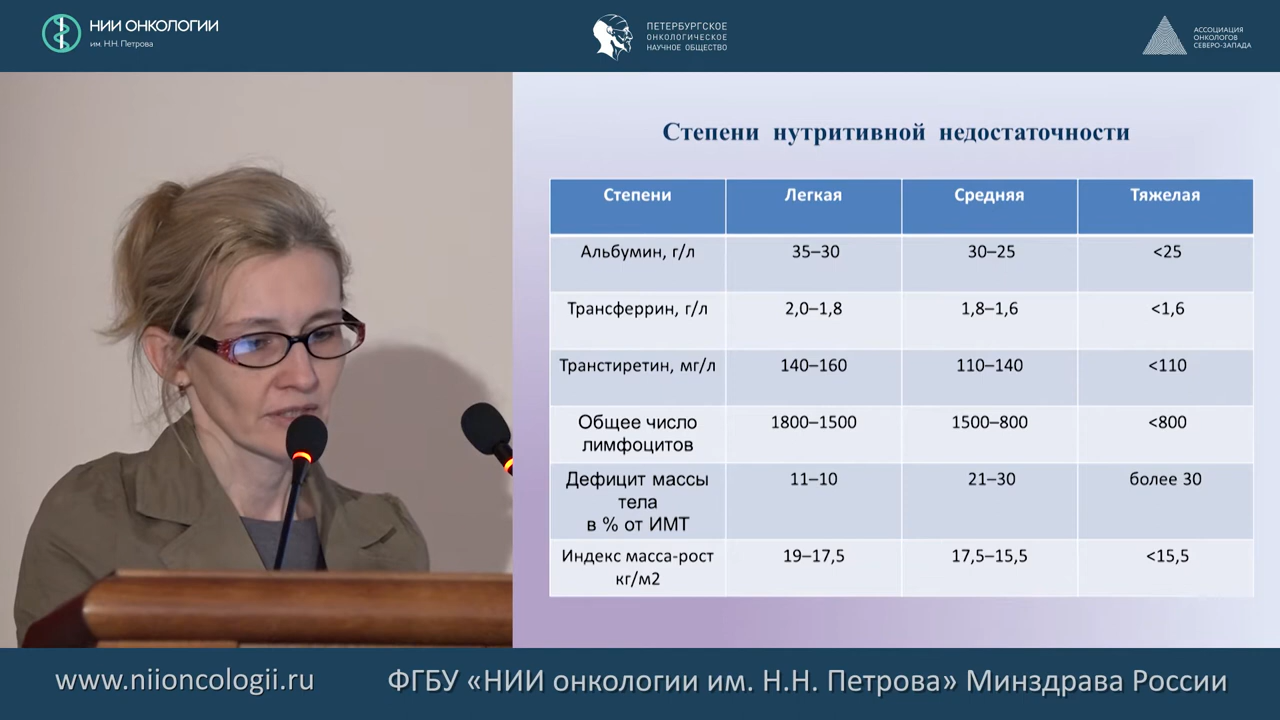 НИИ ОНКОЛОГИИ
им. Н.Н. Петрова
ПЕТЕРБУРГСКОЕ
ОНКОЛОГИЧЕСКОЕ
НАУЧНОЕ ОБЩЕСТВО
АССОЦИАЦИЯ
ОНКОЛОГОВ
СЕВЕРО-ЗАПАДА
Степени нутритивной недостаточности
Степени Легкая Средняя Тяжелая
Альбумин, г/л 35–30 30–25 <25
Трансферрин, г/л 2,0–1,8 1,8–1,6 <1,6
Транстиретин, мг/л 140–160 110–140 <110
Общее число 1800–1500 1500–800 <800
лимфоцитов
Дефицит массы 11–10 21–30 более 30
тела
в % от ИМТ
Индекс масса-рост 19–17,5 17,5–15,5 <15,5
кг/м2
www.niioncologii.ru ФГБУ «НИИ онкологии им. Н.Н. Петрова» Минздрава России